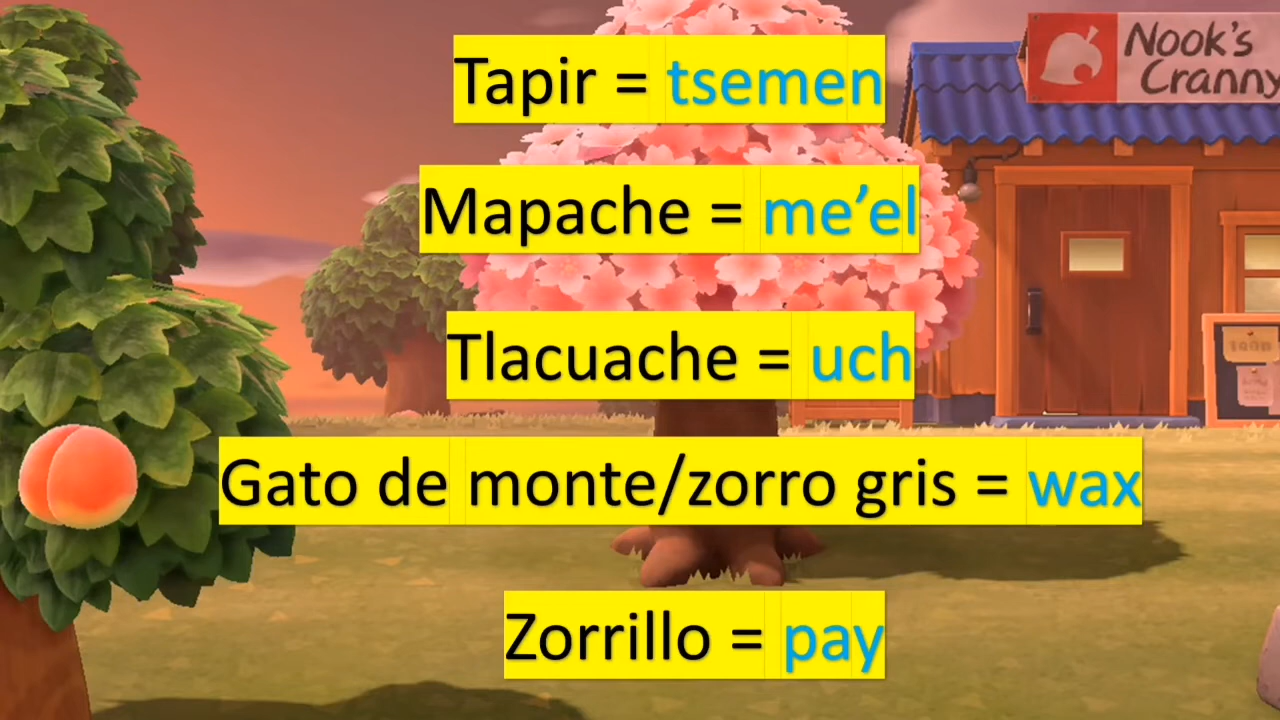 Nook's
Cranny
Tapir = tsemen
Mapache = me’el
Tlacuache = uch
Gato de monte/zorro gris = wax
Zorrillo = pay